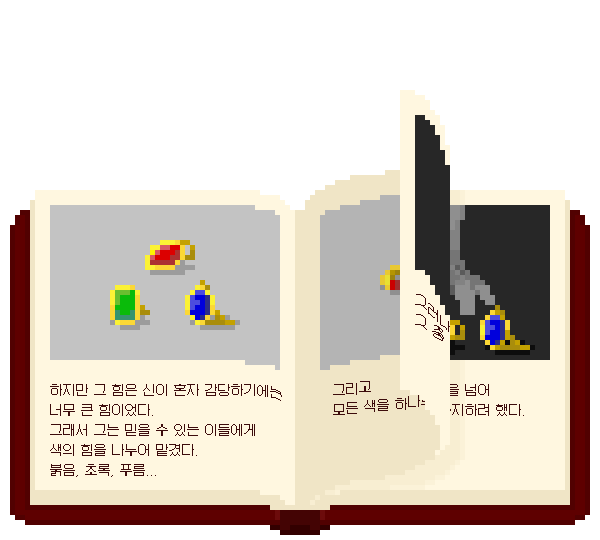 하지만 그 힘은 신이 혼자 감당하기에는
너무 큰 힘이었다.
그래서 그는 믿을 수 있는 이들에게
색의 힘을 나누어 맡겼다.
붉음, 초록, 푸름...
그리고
모든 색을 하나
을 넘어
지하려 했다.